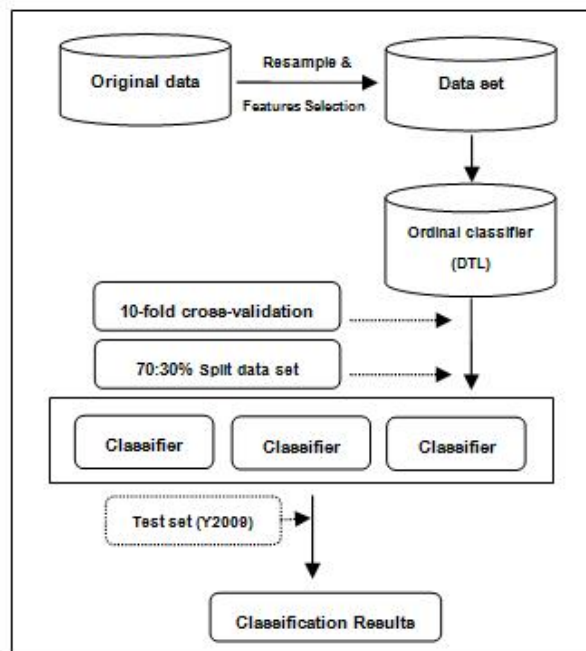 Original data
Resample &
Features Selection
Data set
Ordinal classifier
(DTL)
10-fold cross-validation
70:30% Split data set
Classifier
Classifier
Classifier
Test set (Y2009)
Classification Results